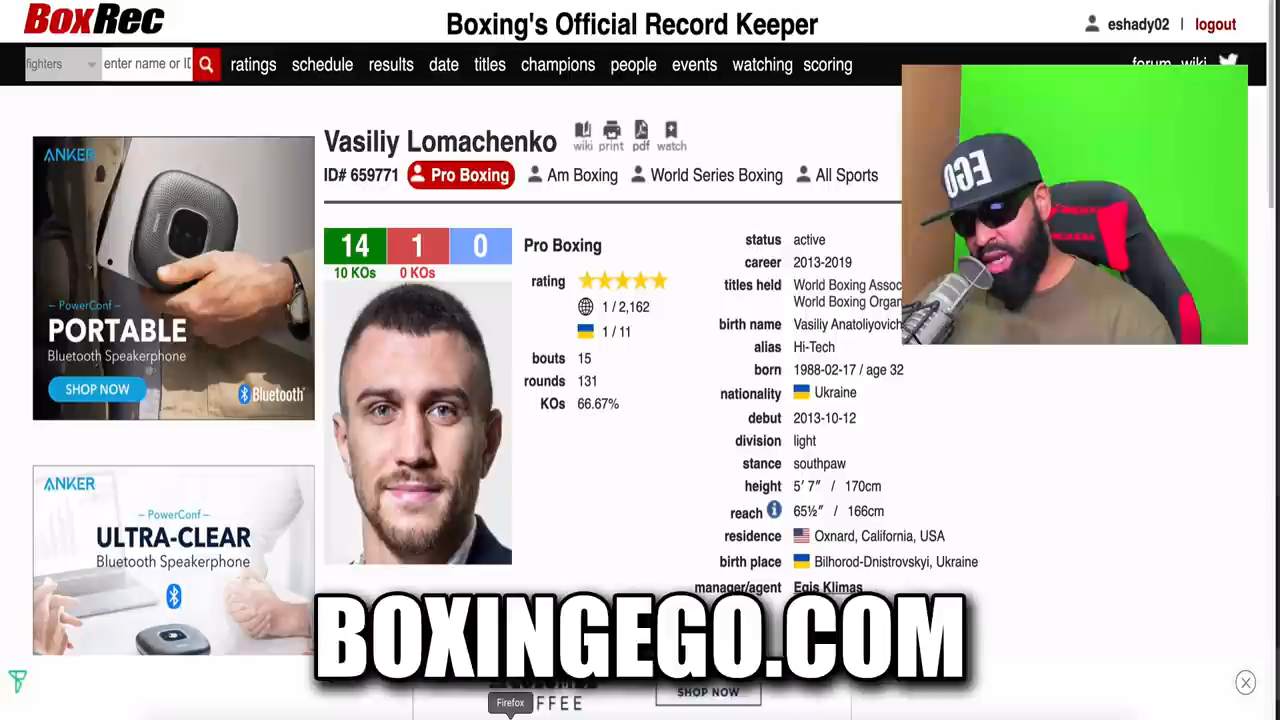 BoxRec
Boxing's Official Record Keeper
eshady02 | logout
fighters
enter name or ID
ratings schedule results date titles champions people events watching scoring
forum wiki
Vasiliy Lomachenko
wiki print pdf watch
ID# 659771 Pro Boxing Am Boxing World Series Boxing All Sports
ANKER
PowerConf
PORTABLE
Bluetooth Speakerphone
SHOP NOW
Bluetooth
14 1 0
10 KOs 0 KOs
Pro Boxing
rating
1 / 2,162
1 / 11
bouts 15
rounds 131
KOs 66.67%
status active
career 2013-2019
titles held World Boxing Assoc
World Boxing Organ
birth name Vasiliy Anatoliyovich
alias Hi-Tech
born 1988-02-17 / age 32
nationality Ukraine
debut 2013-10-12
division light
stance southpaw
height 5′ 7″ / 170cm
reach 65½″ / 166cm
residence Oxnard, California, USA
birth place Bilhorod-Dnistrovskyi, Ukraine
manager/agent Egis Klimas
EGO
ANKER
PowerConf
ULTRA-CLEAR
Bluetooth Speakerphone
BOXINGEGO.COM
FFEE
SHOP NOW
Firefox